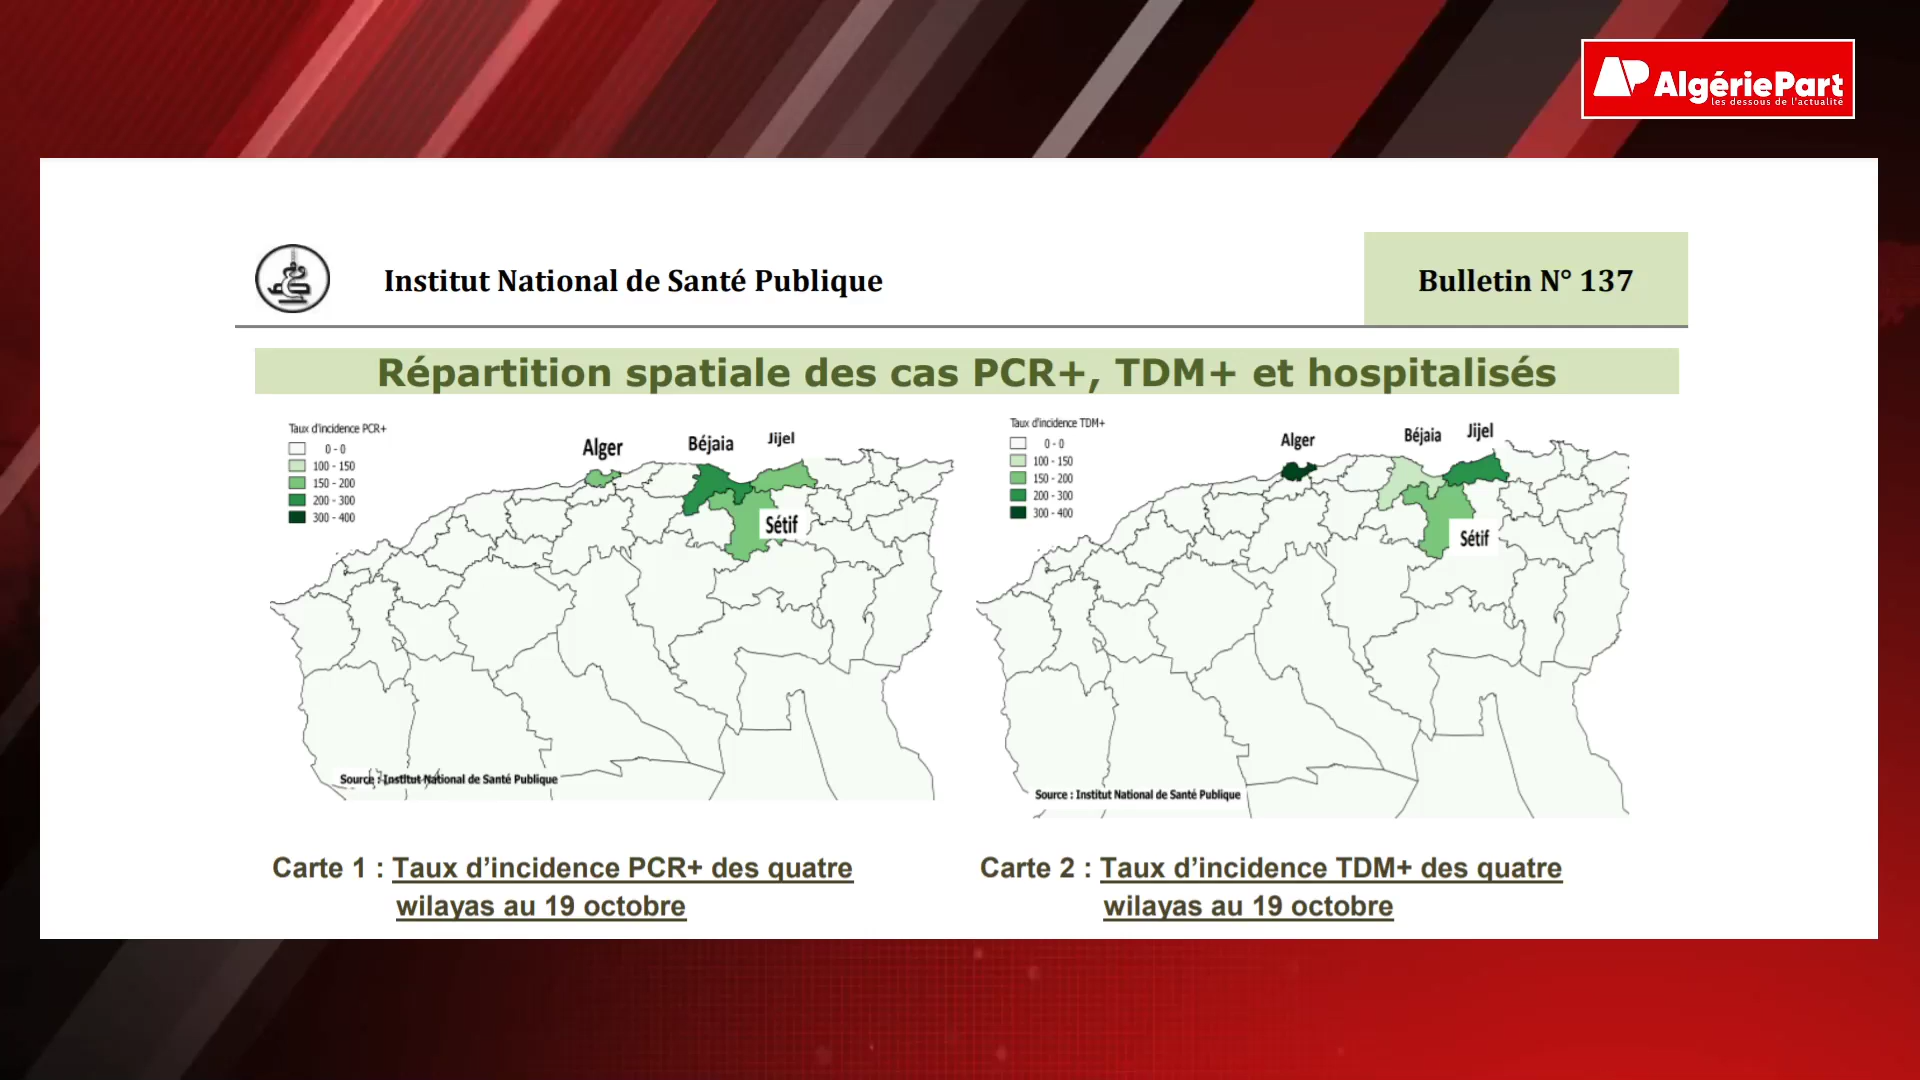 AP AlgériePart
les dessous de l'actualité
Institut National de Santé Publique
Bulletin N° 137
Répartition spatiale des cas PCR+, TDM+ et hospitalisés
Taux d'incidence PCR+
0 - 0
100 - 150
150 - 200
200 - 300
300 - 400
Alger
Béjaia
Jijel
Sétif
Source : Institut National de Santé Publique
Taux d'incidence TDM+
0 - 0
100 - 150
150 - 200
200 - 300
300 - 400
Alger
Béjaia
Jijel
Sétif
Source : Institut National de Santé Publique
Carte 1 : Taux d’incidence PCR+ des quatre
wilayas au 19 octobre
Carte 2 : Taux d’incidence TDM+ des quatre
wilayas au 19 octobre